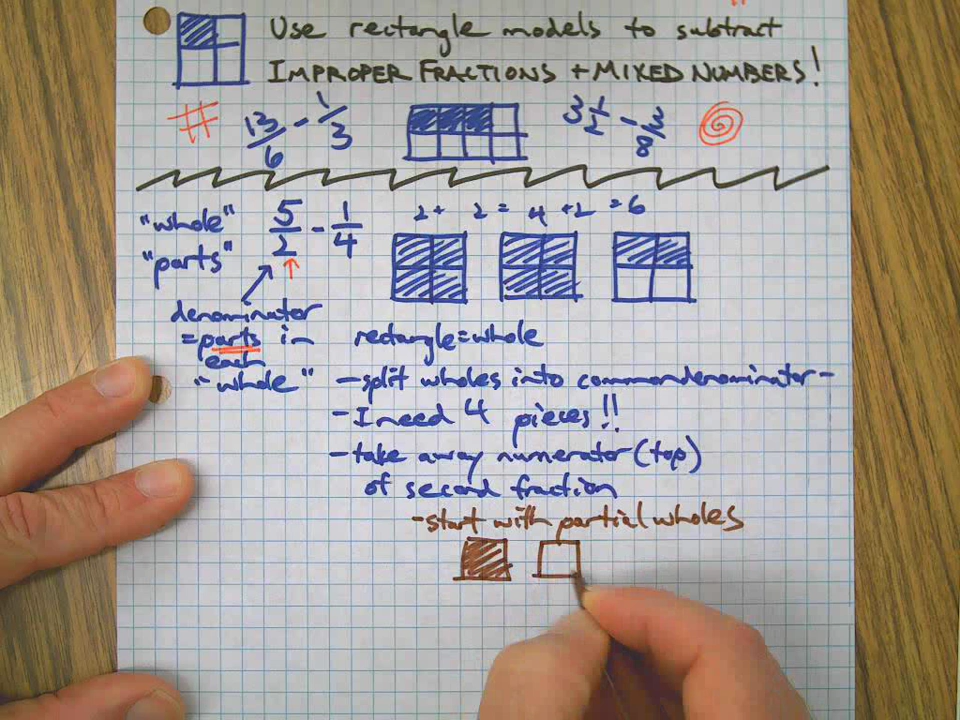 Use rectangle models to subtract
IMPROPER FRACTIONS + MIXED NUMBERS!
13/6 - 1/3
3 1/2 - 3/8
"whole" 5/2 - 1/4
2 + 2 = 4 + 2 = 6
"parts"
denominator
= parts in
each
"whole"
rectangle = whole
- split wholes into common denominator -
- I need 4 pieces!!
- take away numerator (top)
of second fraction
- start with partial wholes